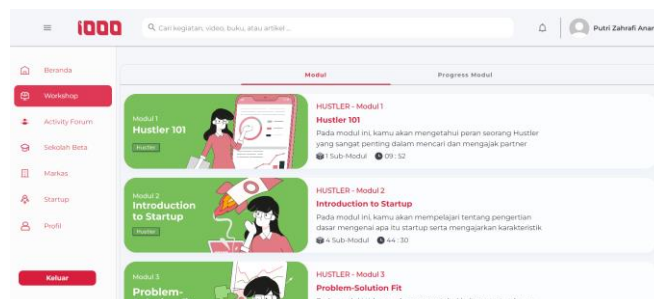 i000
Cari kegiatan, video, buku, atau artikel ...
Putri Zahrafi Anan
Beranda
Workshop
Activity Forum
Sekolah Beta
Markas
Startup
Profil
Keluar
Modul
Progress Modul
Modul 1
Hustler 101
Hustler
HUSTLER - Modul 1
Hustler 101
Pada modul ini, kamu akan mengetahui peran seorang Hustler
yang sangat penting dalam mencari dan mengajak partner
1 Sub-Modul 09 : 52
Modul 2
Introduction
to Startup
Hustler
HUSTLER - Modul 2
Introduction to Startup
Pada modul ini, kamu akan mempelajari tentang pengertian
dasar mengenai apa itu startup serta mengajarkan karakteristik
4 Sub-Modul 44 : 30
Modul 3
Problem-
HUSTLER - Modul 3
Problem-Solution Fit